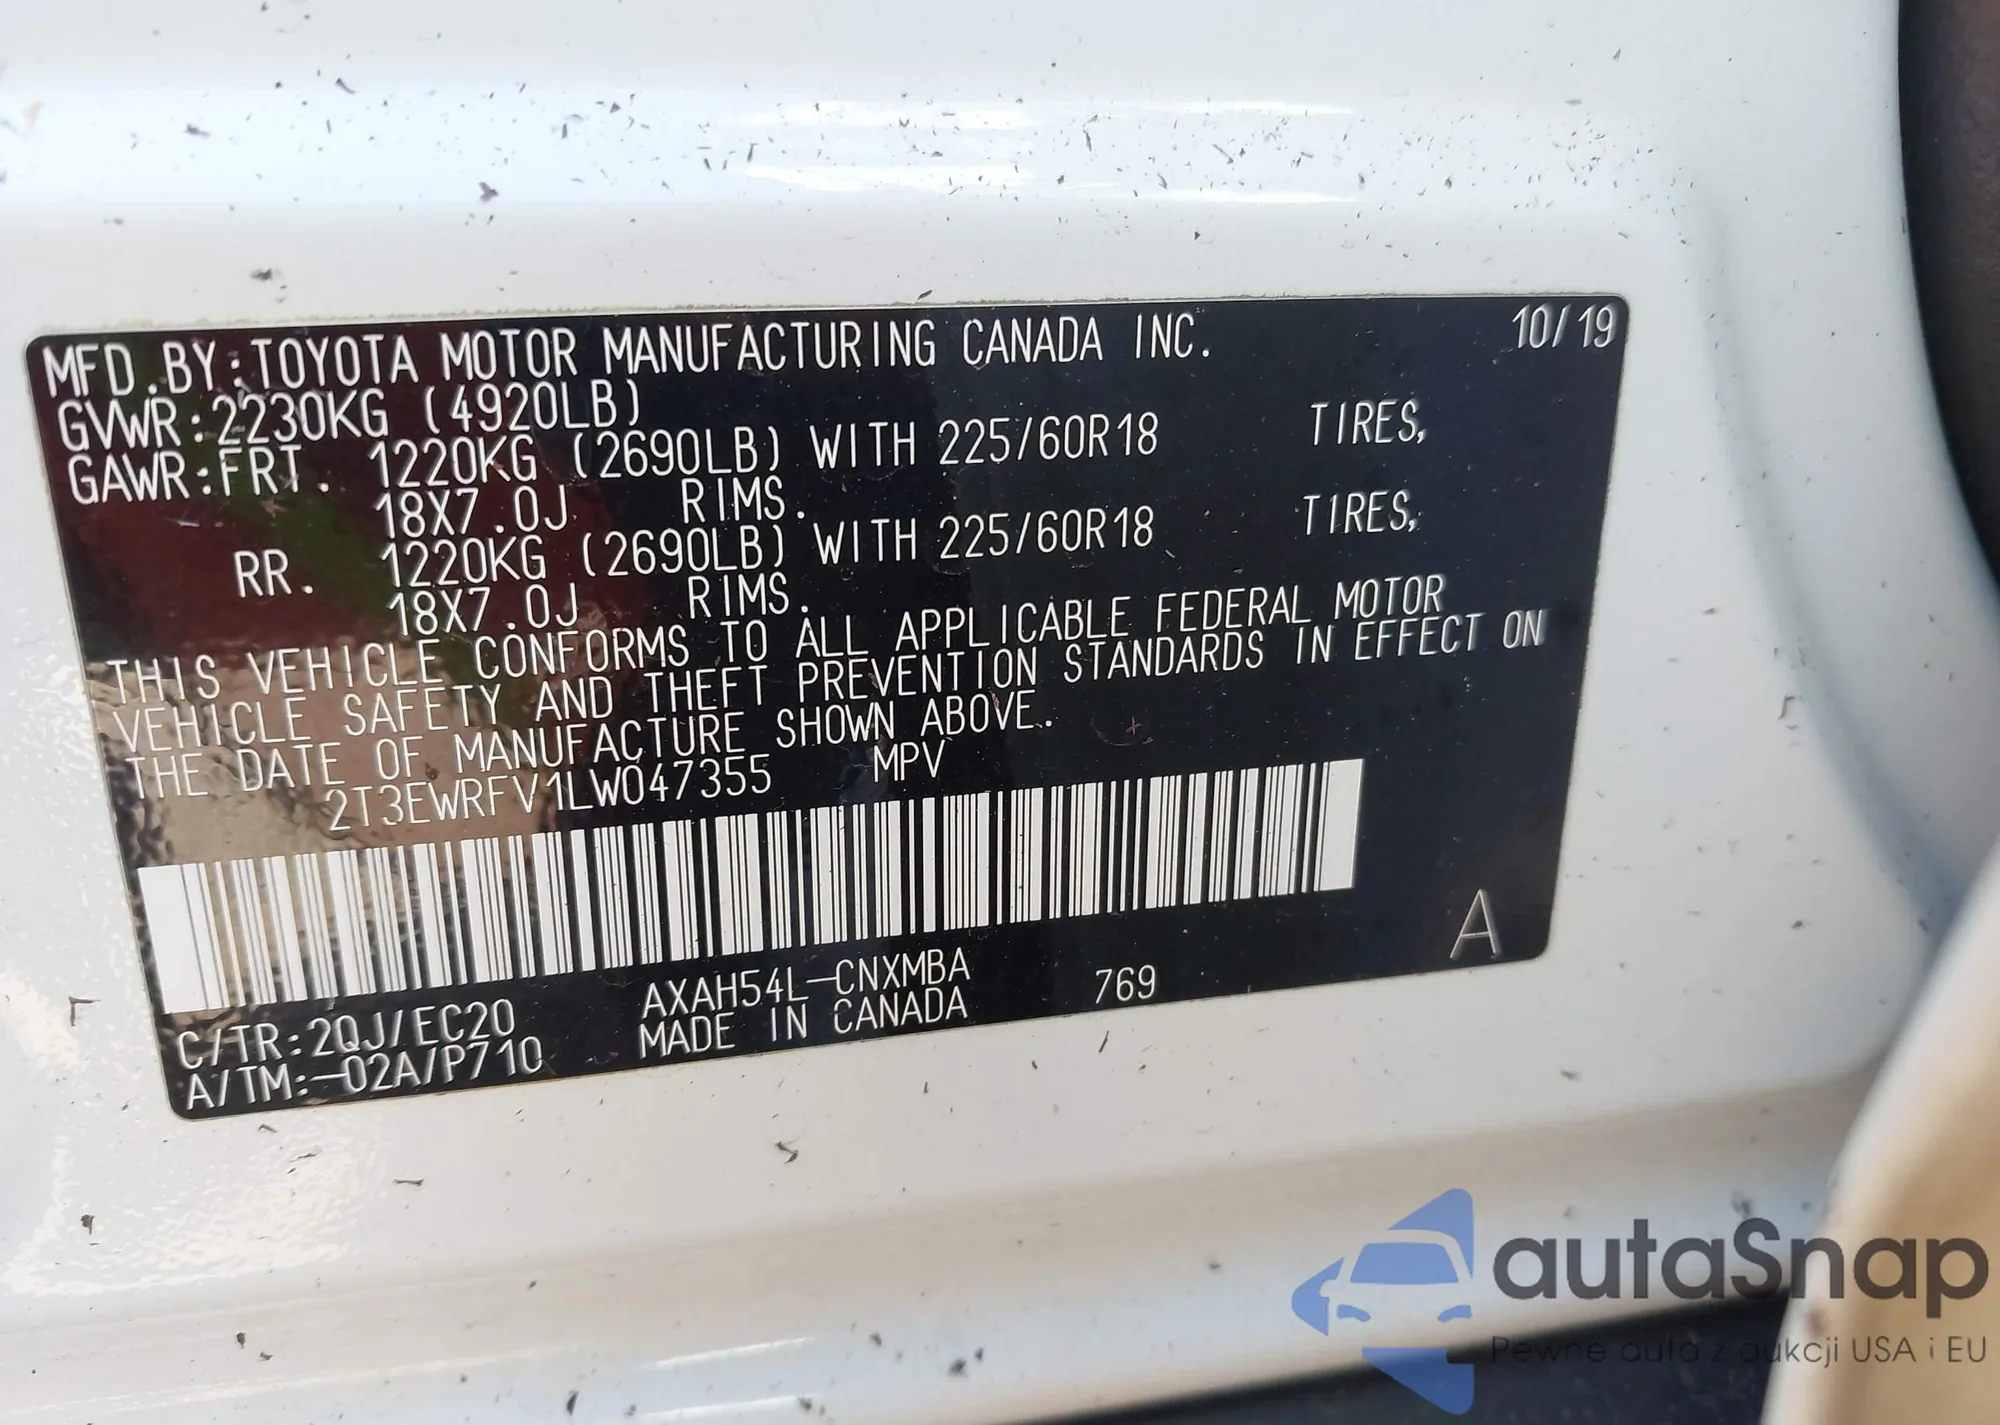 MFD.BY:TOYOTA MOTOR MANUFACTURING CANADA INC. 10/19
GVWR:2230KG (4920LB)
GAWR:FRT. 1220KG (2690LB) WITH 225/60R18 TIRES,
18X7.0J RIMS.
RR. 1220KG (2690LB) WITH 225/60R18 TIRES,
18X7.0J RIMS.
THIS VEHICLE CONFORMS TO ALL APPLICABLE FEDERAL MOTOR
VEHICLE SAFETY AND THEFT PREVENTION STANDARDS IN EFFECT ON
THE DATE OF MANUFACTURE SHOWN ABOVE.
2T3EWRFV1LW047355 MPV
A
C/TR:2QJ/EC20 AXAH54L-CNXMBA 769
A/TM:-02A/P710 MADE IN CANADA
autaSnap
Pewne auta z aukcji USA i EU